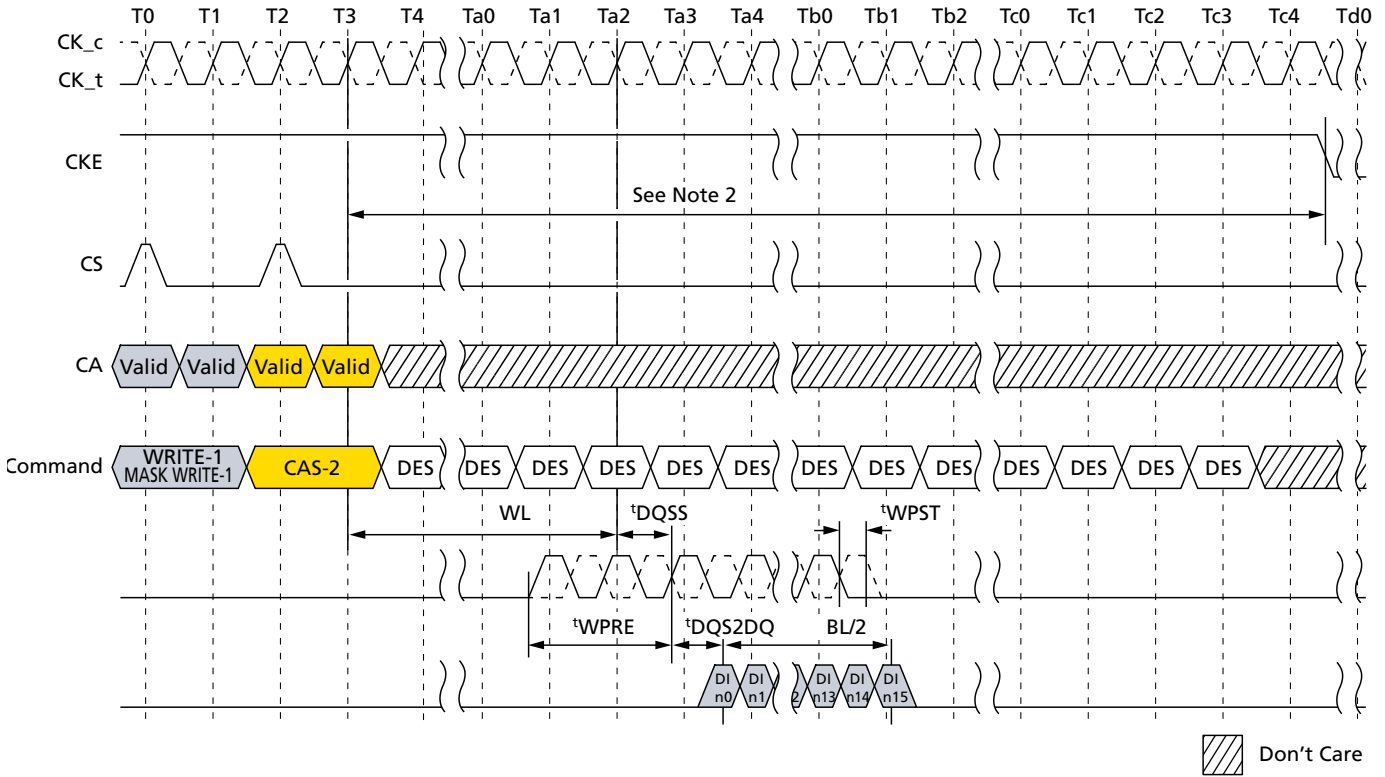 T0 T1 T2 T3 T4 Ta0 Ta1 Ta2 Ta3 Ta4 Tb0 Tb1 Tb2 Tc0 Tc1 Tc2 Tc3 Tc4 Td0
CK_c
CK_t
CKE
See Note 2
CS
CA Valid Valid Valid Valid
Command WRITE-1 MASK WRITE-1 CAS-2 DES DES DES DES DES DES DES DES DES DES DES DES DES
WL tDQSS tWPST
tWPRE tDQS2DQ BL/2
DI n0 DI n1 2 DI n13 DI n14 DI n15
Don't Care